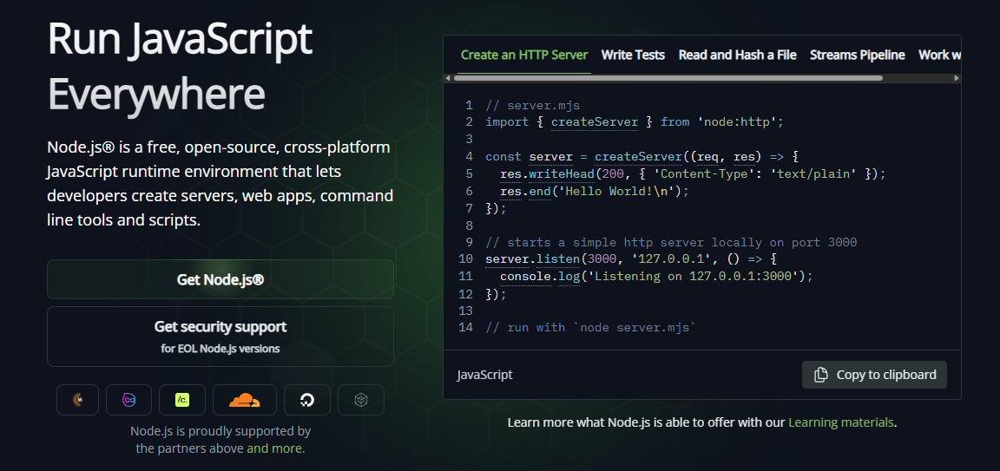 Run JavaScript
Everywhere
Node.js® is a free, open-source, cross-platform
JavaScript runtime environment that lets
developers create servers, web apps, command
line tools and scripts.
Get Node.js®
Get security support
for EOL Node.js versions
M
/c.
Node.js is proudly supported by
the partners above and more.
Create an HTTP Server Write Tests Read and Hash a File Streams Pipeline Work w
1 // server.mjs
2 import { createServer } from 'node:http';
3
4 const server = createServer((req, res) => {
5   res.writeHead(200, { 'Content-Type': 'text/plain' });
6   res.end('Hello World!\n');
7 });
8
9 // starts a simple http server locally on port 3000
10 server.listen(3000, '127.0.0.1', () => {
11   console.log('Listening on 127.0.0.1:3000');
12 });
13
14 // run with `node server.mjs`
JavaScript
Copy to clipboard
Learn more what Node.js is able to offer with our Learning materials.